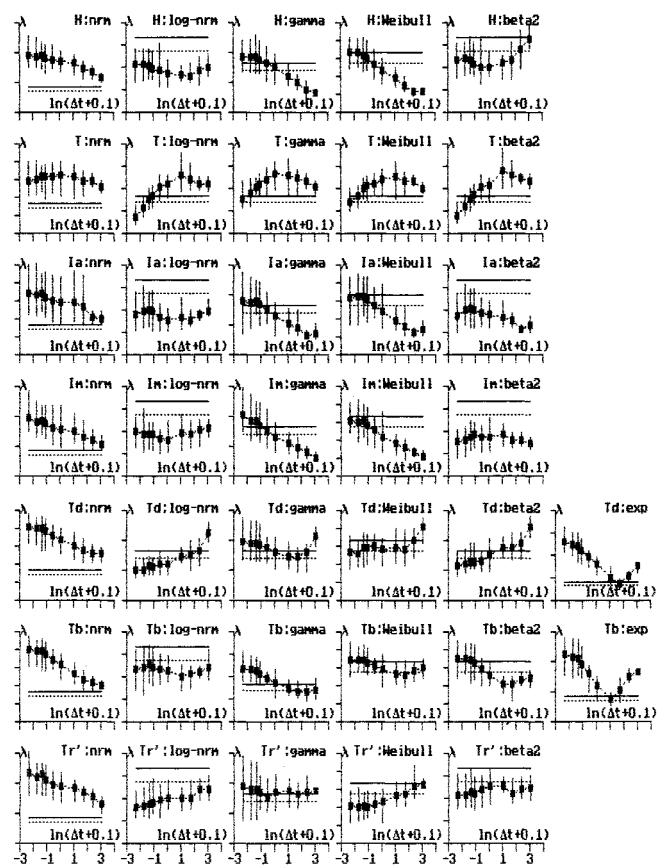 λ H:nrm λ H:log-nrm λ H:gamma λ H:Weibull λ H:beta2
ln(Δt+0.1) ln(Δt+0.1) ln(Δt+0.1) ln(Δt+0.1) ln(Δt+0.1)
λ T:nrm λ T:log-nrm λ T:gamma λ T:Weibull λ T:beta2
ln(Δt+0.1) ln(Δt+0.1) ln(Δt+0.1) ln(Δt+0.1) ln(Δt+0.1)
λ Ia:nrm λ Ia:log-nrm λ Ia:gamma λ Ia:Weibull λ Ia:beta2
ln(Δt+0.1) ln(Δt+0.1) ln(Δt+0.1) ln(Δt+0.1) ln(Δt+0.1)
λ Im:nrm λ Im:log-nrm λ Im:gamma λ Im:Weibull λ Im:beta2
ln(Δt+0.1) ln(Δt+0.1) ln(Δt+0.1) ln(Δt+0.1) ln(Δt+0.1)
λ Td:nrm λ Td:log-nrm λ Td:gamma λ Td:Weibull λ Td:beta2 λ Td:exp
ln(Δt+0.1) ln(Δt+0.1) ln(Δt+0.1) ln(Δt+0.1) ln(Δt+0.1) ln(Δt+0.1)
λ Tb:nrm λ Tb:log-nrm λ Tb:gamma λ Tb:Weibull λ Tb:beta2 λ Tb:exp
ln(Δt+0.1) ln(Δt+0.1) ln(Δt+0.1) ln(Δt+0.1) ln(Δt+0.1) ln(Δt+0.1)
λ Tr':nrm λ Tr':log-nrm λ Tr':gamma λ Tr':Weibull λ Tr':beta2 -3 -1 1 3
ln(Δt+0.1) ln(Δt+0.1) ln(Δt+0.1) ln(Δt+0.1) ln(Δt+0.1)
-3 -1 1 3 -3 -1 1 3 -3 -1 1 3 -3 -1 1 3 -3 -1 1 3